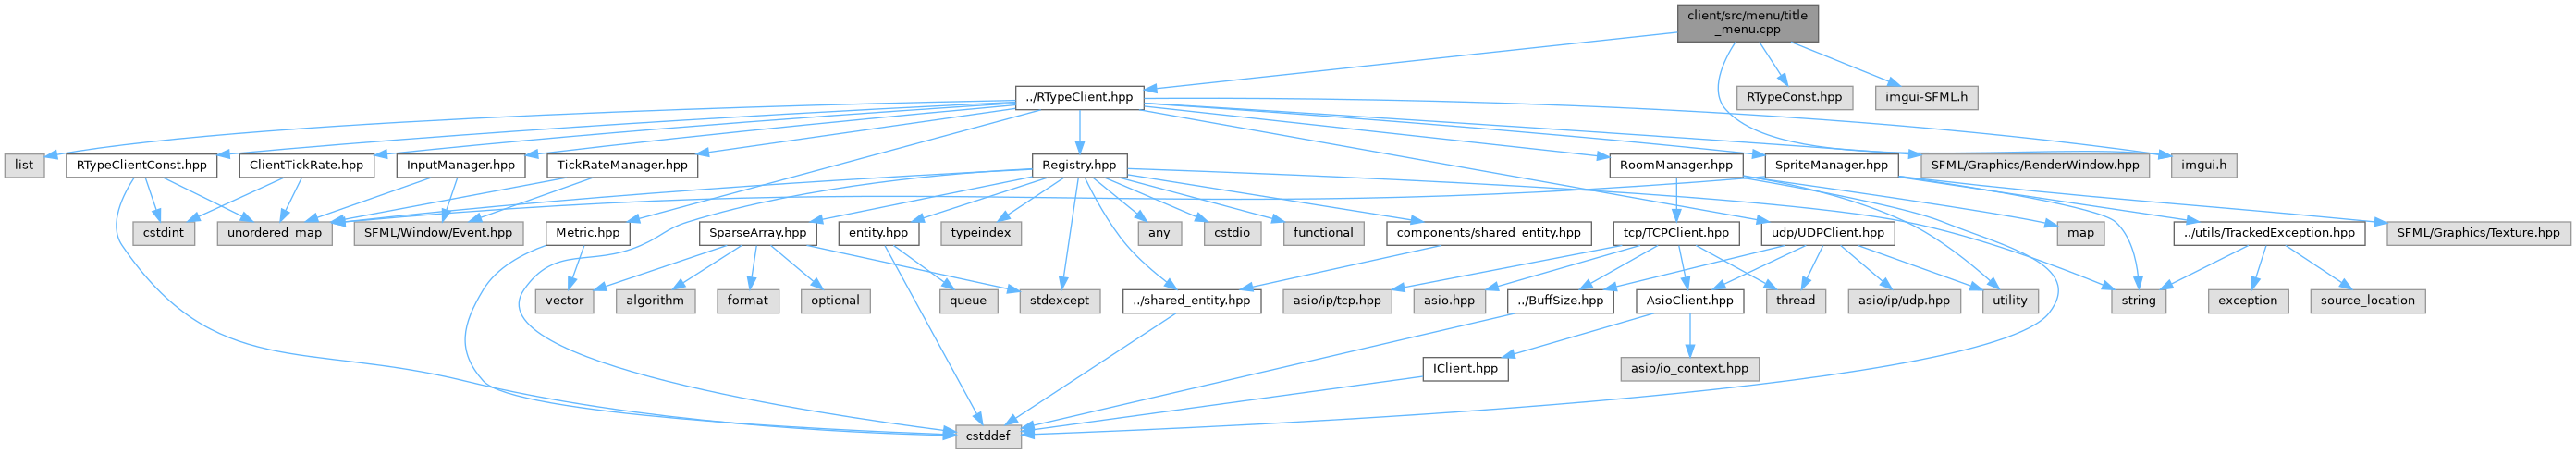 client/src/menu/title
_menu.cpp
../RTypeClient.hpp
RTypeConst.hpp
imgui-SFML.h
list
RTypeClientConst.hpp
ClientTickRate.hpp
InputManager.hpp
TickRateManager.hpp
Registry.hpp
RoomManager.hpp
SpriteManager.hpp
SFML/Graphics/RenderWindow.hpp
imgui.h
cstdint
unordered_map
SFML/Window/Event.hpp
Metric.hpp
SparseArray.hpp
entity.hpp
typeindex
any
cstdio
functional
components/shared_entity.hpp
tcp/TCPClient.hpp
udp/UDPClient.hpp
map
../utils/TrackedException.hpp
SFML/Graphics/Texture.hpp
vector
algorithm
format
optional
queue
stdexcept
../shared_entity.hpp
asio/ip/tcp.hpp
asio.hpp
../BuffSize.hpp
AsioClient.hpp
thread
asio/ip/udp.hpp
utility
string
exception
source_location
IClient.hpp
asio/io_context.hpp
cstddef